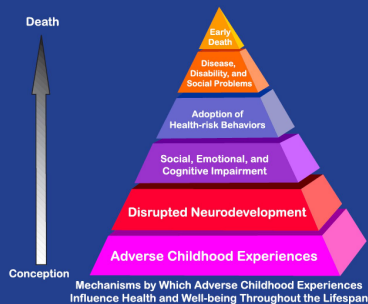 Death
Early
Death
Disease,
Disability, and
Social Problems
Adoption of
Health-risk Behaviors
Social, Emotional, and
Cognitive Impairment
Disrupted Neurodevelopment
Adverse Childhood Experiences
Conception
Mechanisms by Which Adverse Childhood Experiences
Influence Health and Well-being Throughout the Lifespan